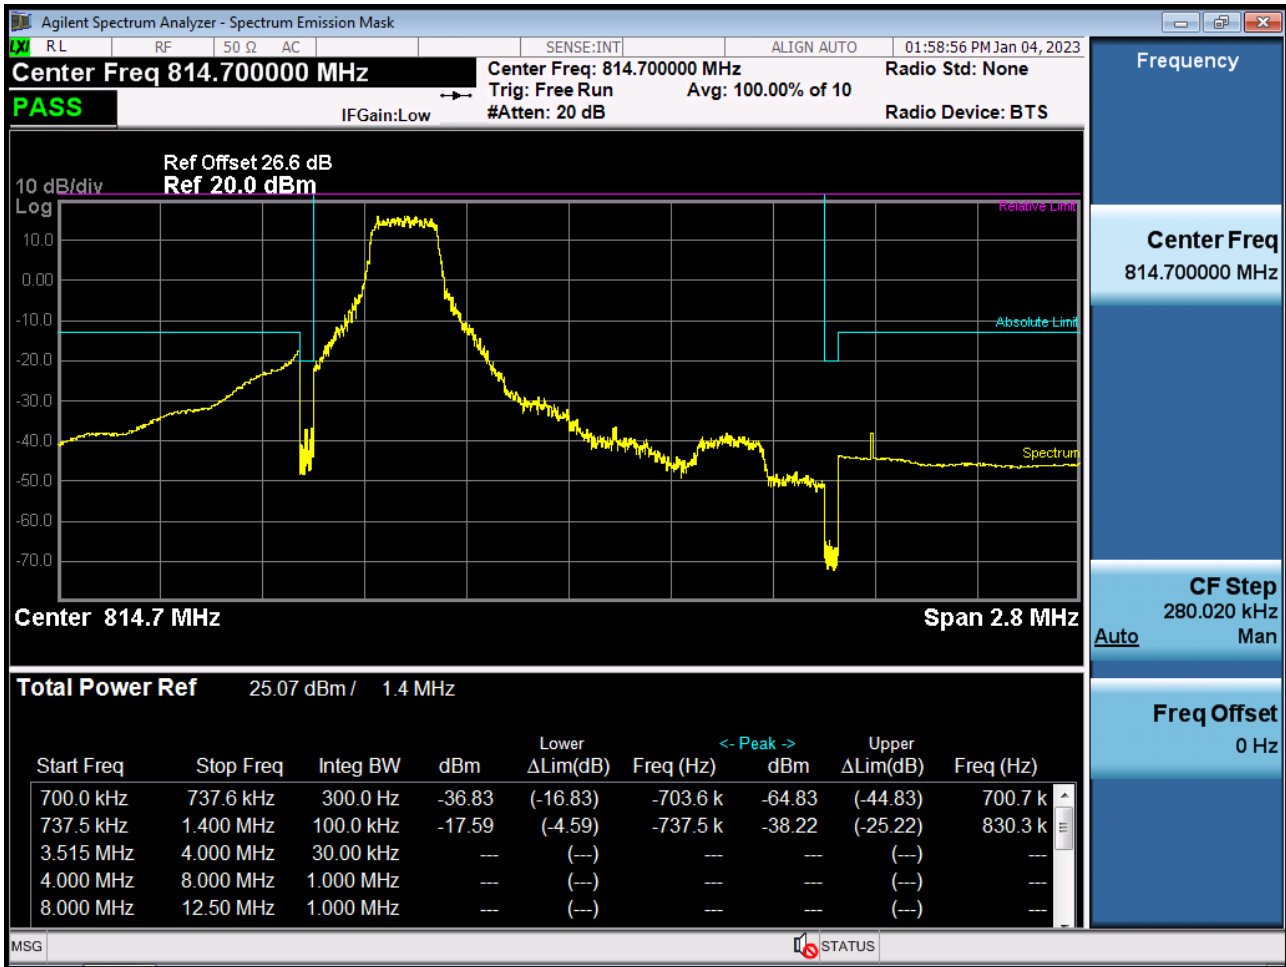 Agilent Spectrum Analyzer - Spectrum Emission Mask
LXI RL RF 50 Ω AC SENSE:INT ALIGN AUTO 01:58:56 PM Jan 04, 2023
Center Freq 814.700000 MHz
Center Freq: 814.700000 MHz Radio Std: None
Trig: Free Run Avg: 100.00% of 10
PASS
IFGain:Low #Atten: 20 dB Radio Device: BTS
Ref Offset 26.6 dB
10 dB/div Ref 20.0 dBm
Log
Relative Limit
10.0
0.00
-10.0
Absolute Limit
-20.0
-30.0
-40.0
Spectrum
-50.0
-60.0
-70.0
Center 814.7 MHz Span 2.8 MHz
Total Power Ref 25.07 dBm / 1.4 MHz
Lower <- Peak -> Upper
Start Freq Stop Freq Integ BW dBm ΔLim(dB) Freq (Hz) dBm ΔLim(dB) Freq (Hz)
700.0 kHz 737.6 kHz 300.0 Hz -36.83 (-16.83) -703.6 k -64.83 (-44.83) 700.7 k
737.5 kHz 1.400 MHz 100.0 kHz -17.59 (-4.59) -737.5 k -38.22 (-25.22) 830.3 k
3.515 MHz 4.000 MHz 30.00 kHz --- (---) --- --- (---) ---
4.000 MHz 8.000 MHz 1.000 MHz --- (---) --- --- (---) ---
8.000 MHz 12.50 MHz 1.000 MHz --- (---) --- --- (---) ---
MSG STATUS
Frequency
Center Freq
814.700000 MHz
CF Step
280.020 kHz
Auto Man
Freq Offset
0 Hz